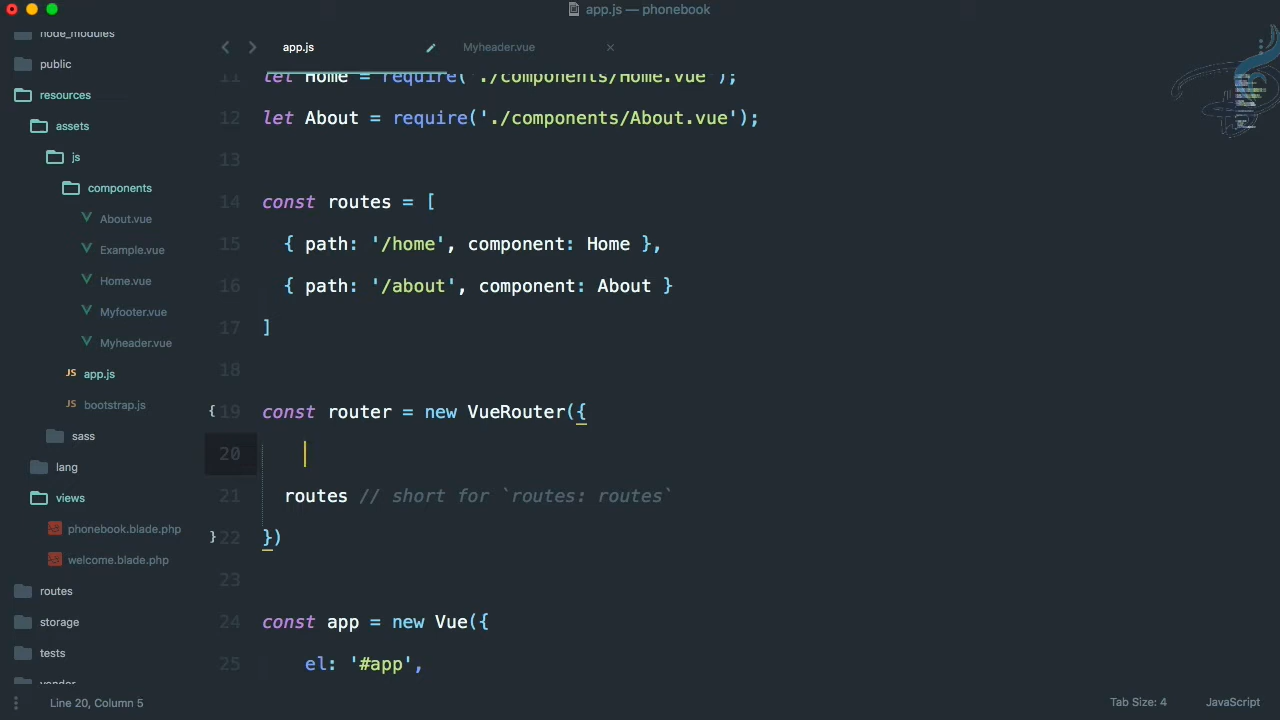 app.js — phonebook
node_modules
public
resources
assets
js
components
About.vue
Example.vue
Home.vue
Myfooter.vue
Myheader.vue
JS app.js
JS bootstrap.js
sass
lang
views
phonebook.blade.php
welcome.blade.php
routes
storage
tests
vendor
app.js
Myheader.vue
11 let Home = require('./components/Home.vue');
12 let About = require('./components/About.vue');
13
14 const routes = [
15 { path: '/home', component: Home },
16 { path: '/about', component: About }
17 ]
18
{ 19 const router = new VueRouter({
20
21 routes // short for `routes: routes`
} 22 })
23
24 const app = new Vue({
25 el: '#app',
Line 20, Column 5
Tab Size: 4
JavaScript